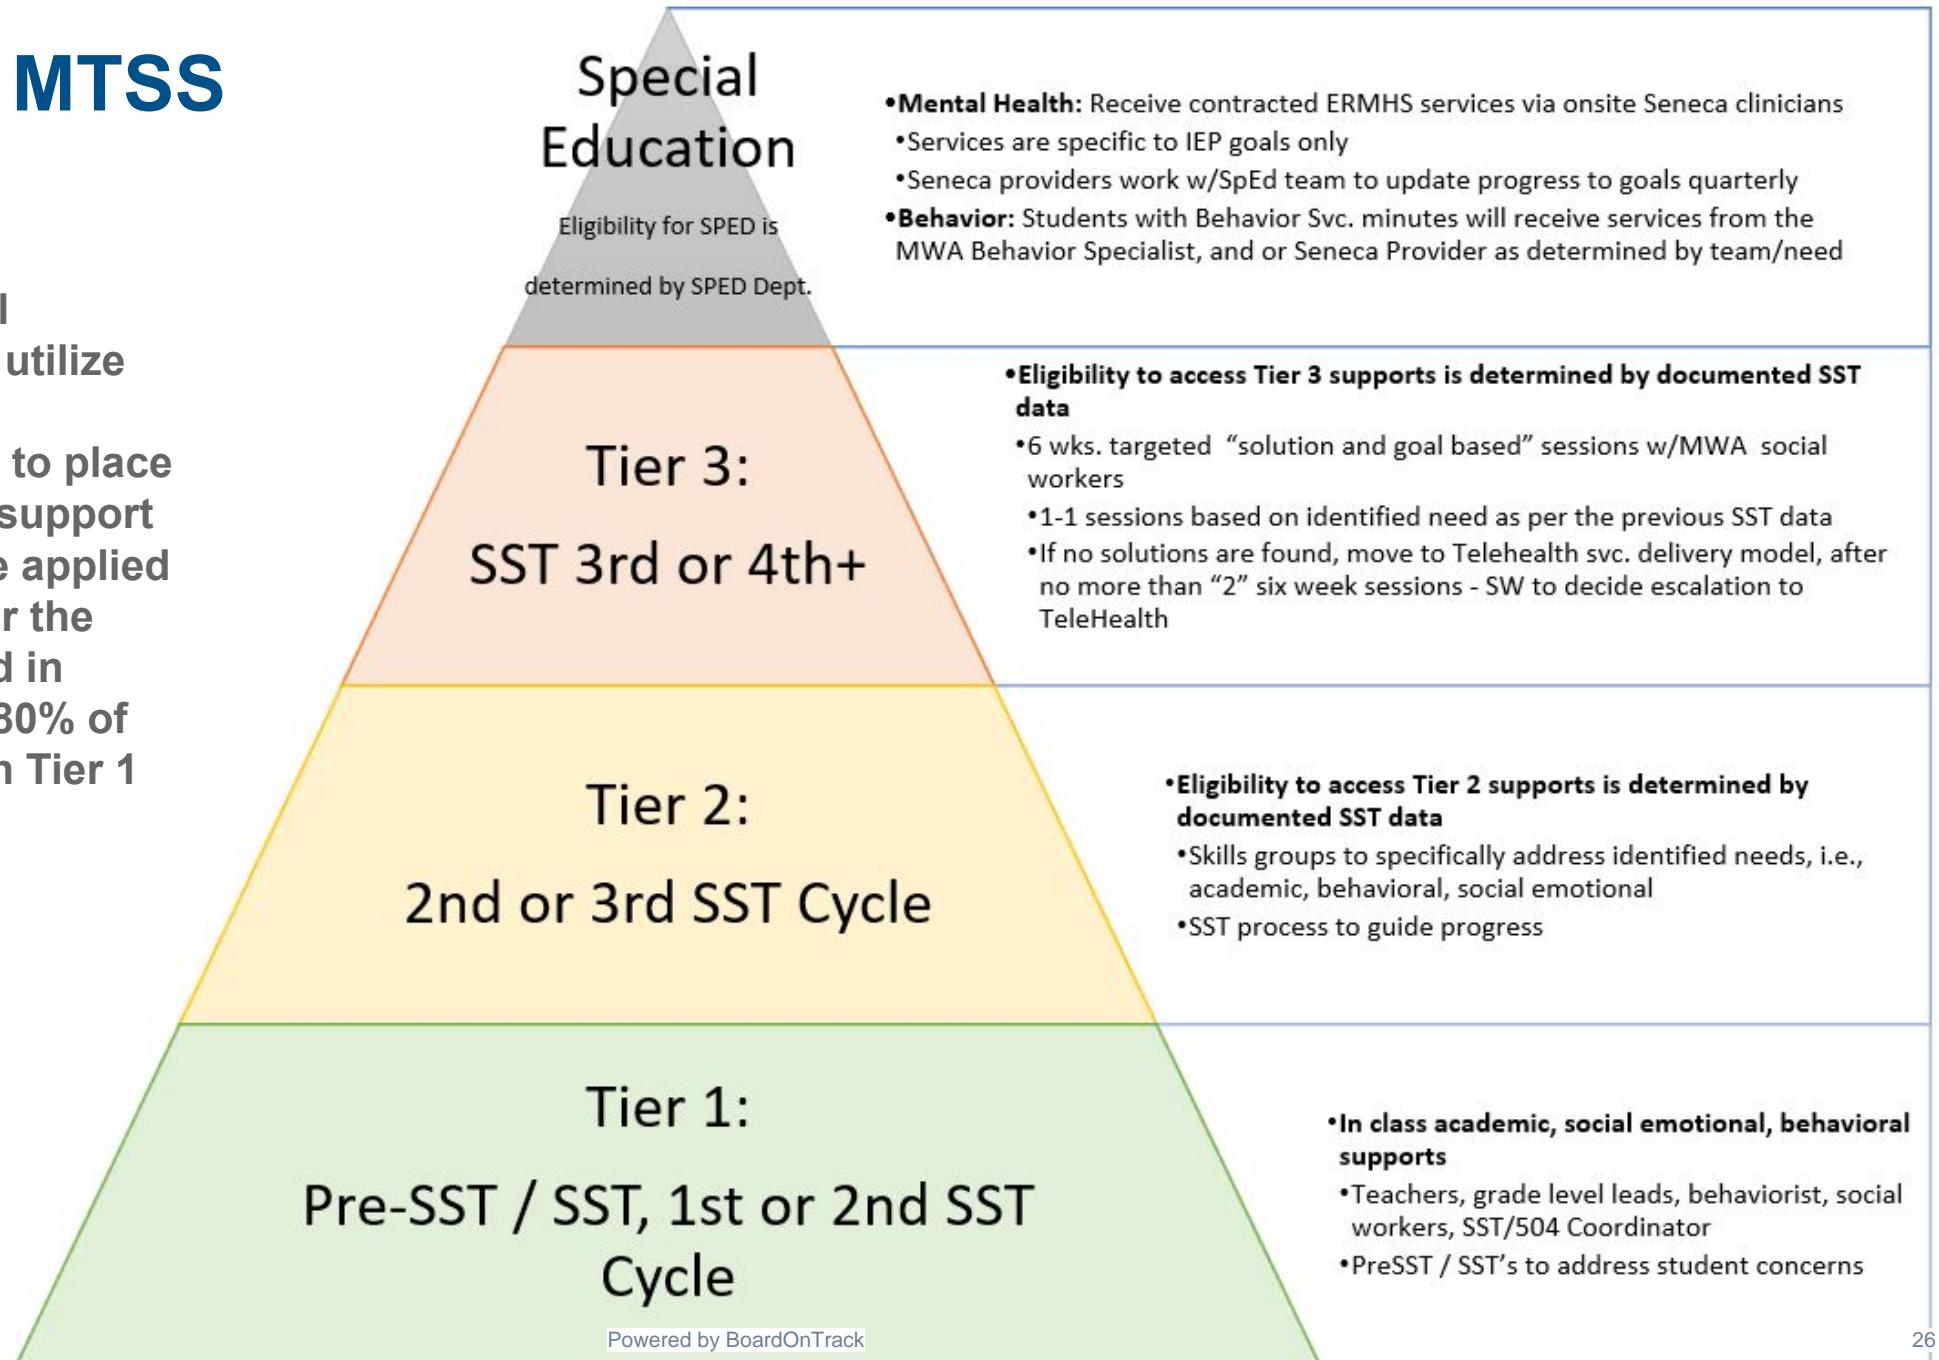 MTSS
l
utilize
to place
support
e applied
r the
d in
80% of
n Tier 1
Special
Education
Eligibility for SPED is
determined by SPED Dept.
•Mental Health: Receive contracted ERMHS services via onsite Seneca clinicians
•Services are specific to IEP goals only
•Seneca providers work w/SpEd team to update progress to goals quarterly
•Behavior: Students with Behavior Svc. minutes will receive services from the
MWA Behavior Specialist, and or Seneca Provider as determined by team/need
Tier 3:
SST 3rd or 4th+
•Eligibility to access Tier 3 supports is determined by documented SST
data
•6 wks. targeted “solution and goal based” sessions w/MWA social
workers
•1-1 sessions based on identified need as per the previous SST data
•If no solutions are found, move to Telehealth svc. delivery model, after
no more than “2” six week sessions - SW to decide escalation to
TeleHealth
Tier 2:
2nd or 3rd SST Cycle
•Eligibility to access Tier 2 supports is determined by
documented SST data
•Skills groups to specifically address identified needs, i.e.,
academic, behavioral, social emotional
•SST process to guide progress
Tier 1:
Pre-SST / SST, 1st or 2nd SST
Cycle
•In class academic, social emotional, behavioral
supports
•Teachers, grade level leads, behaviorist, social
workers, SST/504 Coordinator
•PreSST / SST’s to address student concerns
Powered by BoardOnTrack
26